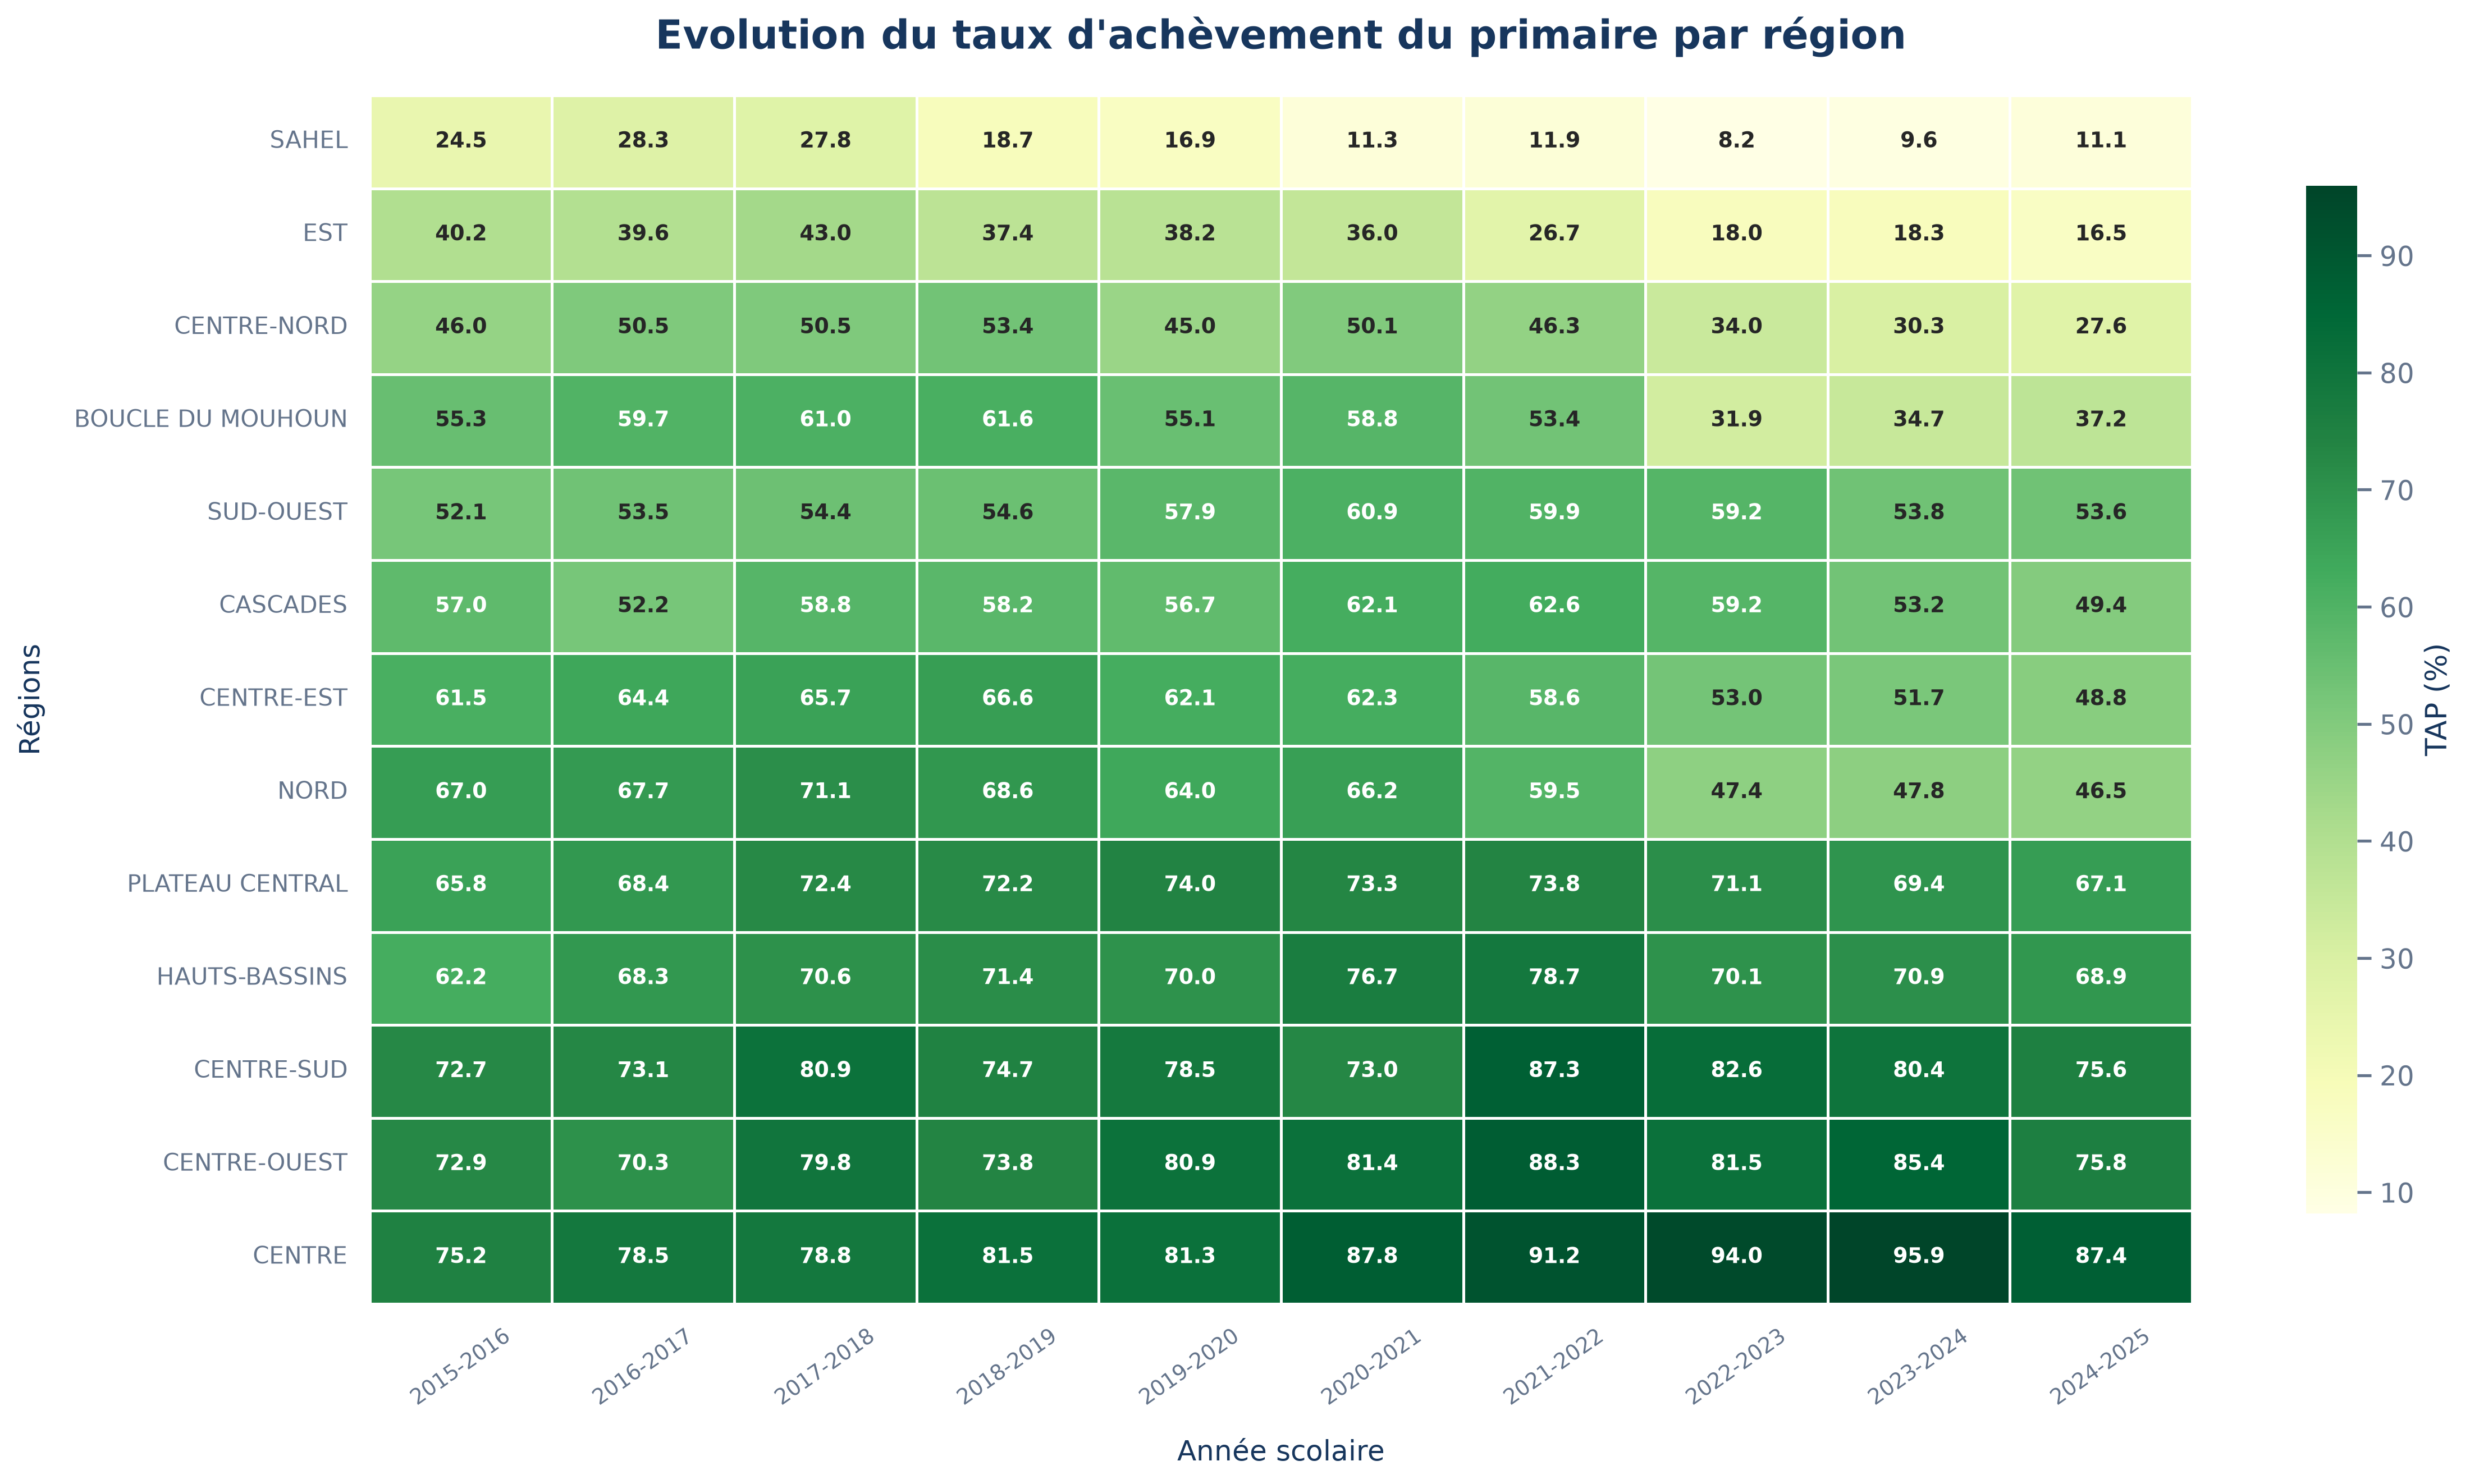 Evolution du taux d'achèvement du primaire par région
SAHEL 24.5 28.3 27.8 18.7 16.9 11.3 11.9 8.2 9.6 11.1
EST 40.2 39.6 43.0 37.4 38.2 36.0 26.7 18.0 18.3 16.5
CENTRE-NORD 46.0 50.5 50.5 53.4 45.0 50.1 46.3 34.0 30.3 27.6
BOUCLE DU MOUHOUN 55.3 59.7 61.0 61.6 55.1 58.8 53.4 31.9 34.7 37.2
SUD-OUEST 52.1 53.5 54.4 54.6 57.9 60.9 59.9 59.2 53.8 53.6
CASCADES 57.0 52.2 58.8 58.2 56.7 62.1 62.6 59.2 53.2 49.4
CENTRE-EST 61.5 64.4 65.7 66.6 62.1 62.3 58.6 53.0 51.7 48.8
NORD 67.0 67.7 71.1 68.6 64.0 66.2 59.5 47.4 47.8 46.5
PLATEAU CENTRAL 65.8 68.4 72.4 72.2 74.0 73.3 73.8 71.1 69.4 67.1
HAUTS-BASSINS 62.2 68.3 70.6 71.4 70.0 76.7 78.7 70.1 70.9 68.9
CENTRE-SUD 72.7 73.1 80.9 74.7 78.5 73.0 87.3 82.6 80.4 75.6
CENTRE-OUEST 72.9 70.3 79.8 73.8 80.9 81.4 88.3 81.5 85.4 75.8
CENTRE 75.2 78.5 78.8 81.5 81.3 87.8 91.2 94.0 95.9 87.4
2015-2016 2016-2017 2017-2018 2018-2019 2019-2020 2020-2021 2021-2022 2022-2023 2023-2024 2024-2025
Année scolaire
Régions
90
80
70
60
50
40
30
20
10
TAP (%)